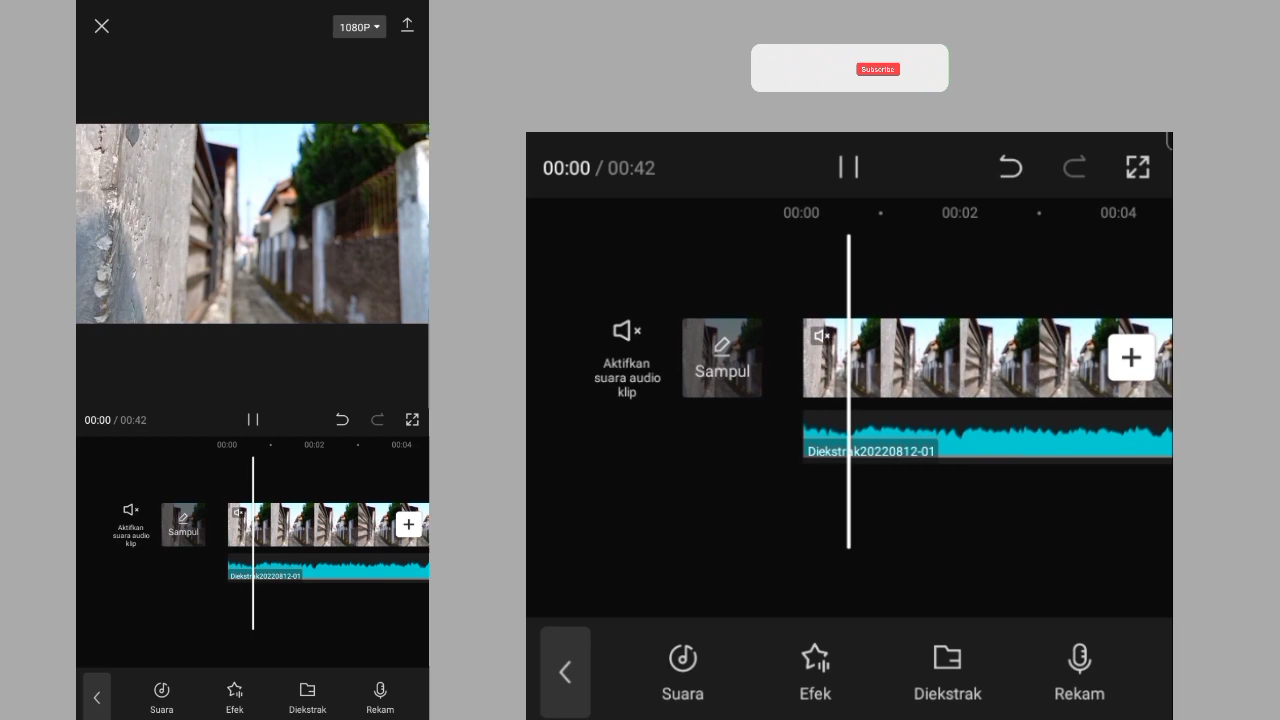 1080P
00:00 / 00:42
00:00
00:02
00:04
Aktifkan
suara audio
klip
Sampul
Diekstrak20220812-01
Suara
Efek
Diekstrak
Rekam
Subscribe
00:00 / 00:42
00:00
00:02
00:04
Aktifkan
suara audio
klip
Sampul
Diekstrak20220812-01
Suara
Efek
Diekstrak
Rekam